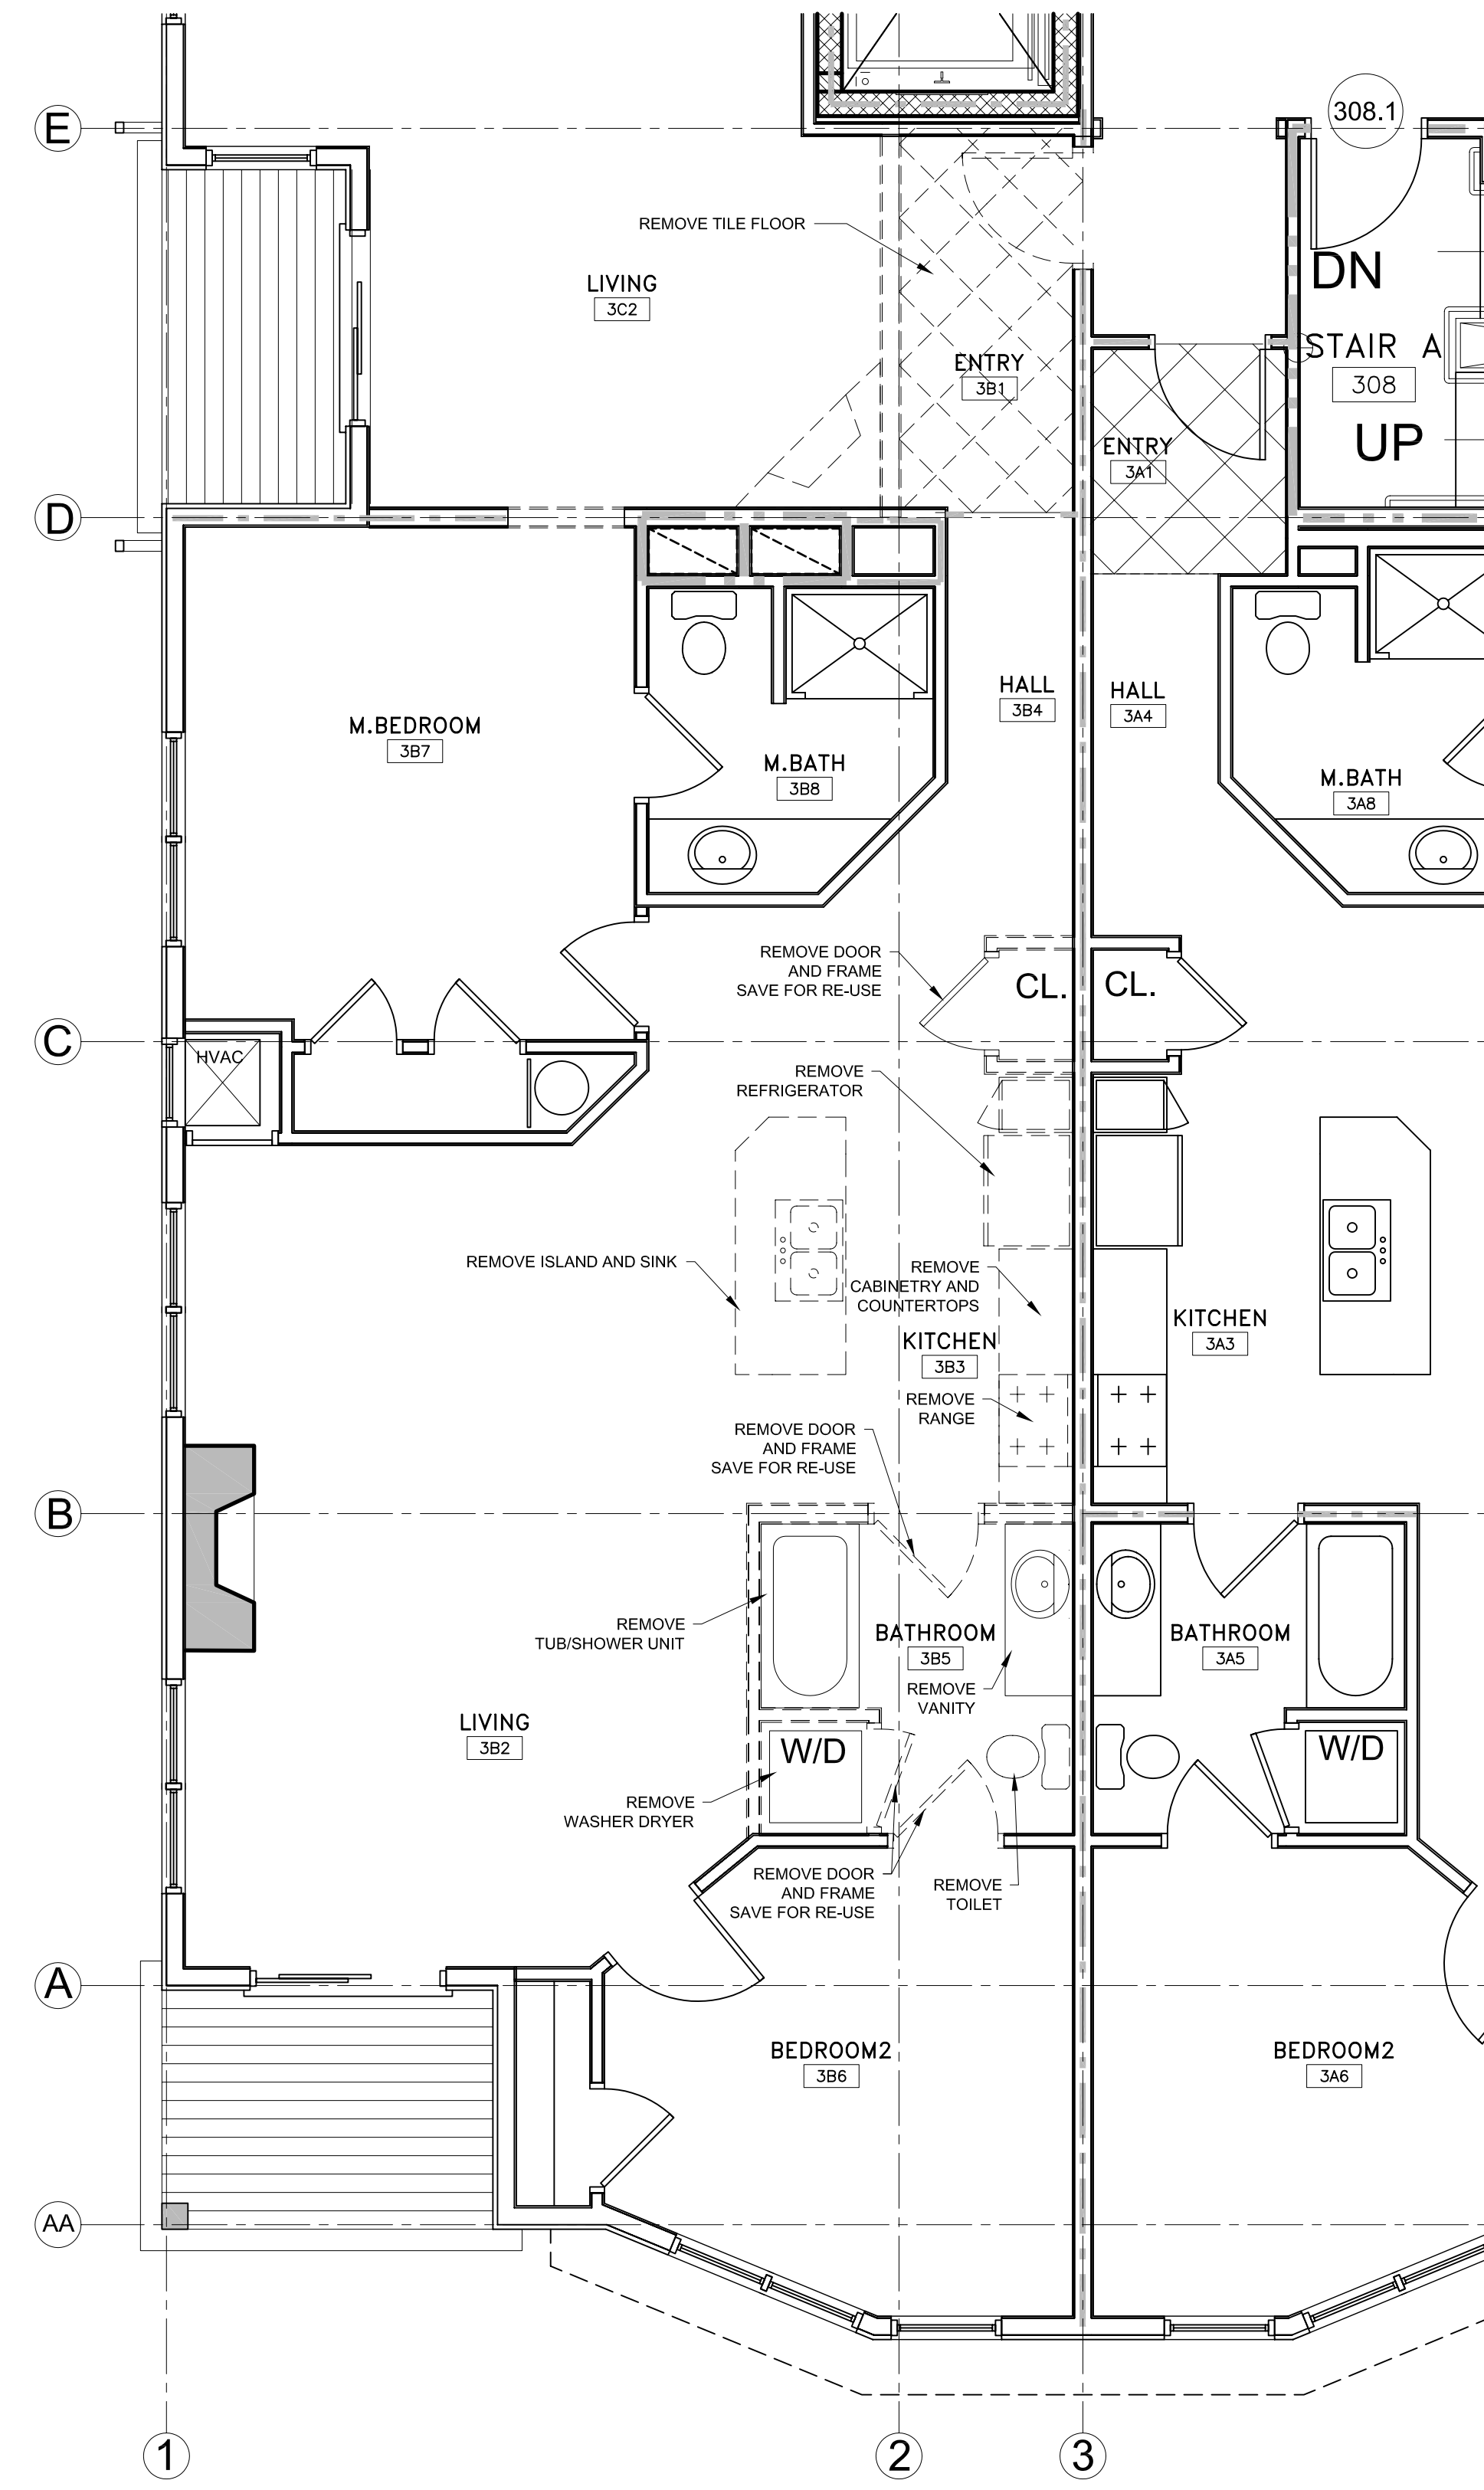 E
308.1
REMOVE TILE FLOOR
DN
LIVING
3C2
STAIR A
308
ENTRY
3B1
UP
ENTRY
3A1
D
HALL
3B4
HALL
3A4
M.BEDROOM
3B7
M.BATH
3B8
M.BATH
3A8
REMOVE DOOR
AND FRAME
SAVE FOR RE-USE
CL.
CL.
C
HVAC
REMOVE
REFRIGERATOR
REMOVE ISLAND AND SINK
REMOVE
CABINETRY AND
COUNTERTOPS
KITCHEN
3B3
KITCHEN
3A3
REMOVE
RANGE
REMOVE DOOR
AND FRAME
SAVE FOR RE-USE
B
REMOVE
TUB/SHOWER UNIT
BATHROOM
3B5
BATHROOM
3A5
REMOVE
VANITY
LIVING
3B2
W/D
W/D
REMOVE
WASHER DRYER
REMOVE DOOR
AND FRAME
SAVE FOR RE-USE
REMOVE
TOILET
A
BEDROOM2
3B6
BEDROOM2
3A6
AA
1
2
3